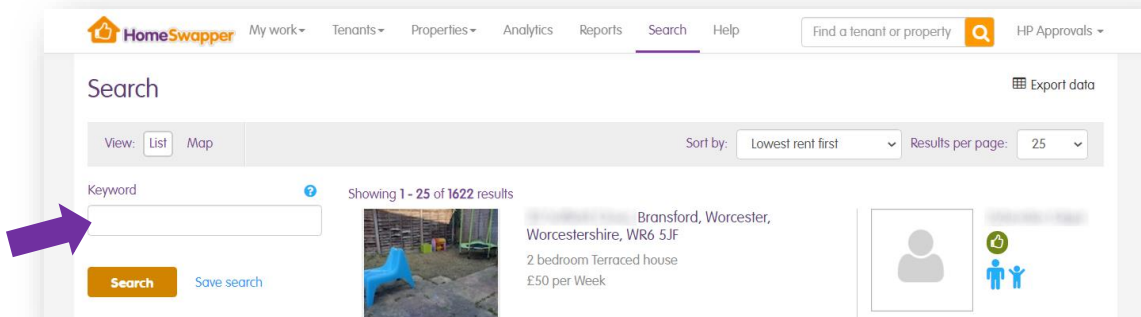 HomeSwapper My work Tenants Properties Analytics Reports Search Help Find a tenant or property HP Approvals
Search Export data
View: List Map Sort by: Lowest rent first Results per page: 25
Keyword ?
Showing 1 - 25 of 1622 results
Bransford, Worcester,
Worcestershire, WR6 5JF
2 bedroom Terraced house
£50 per Week
Search Save search